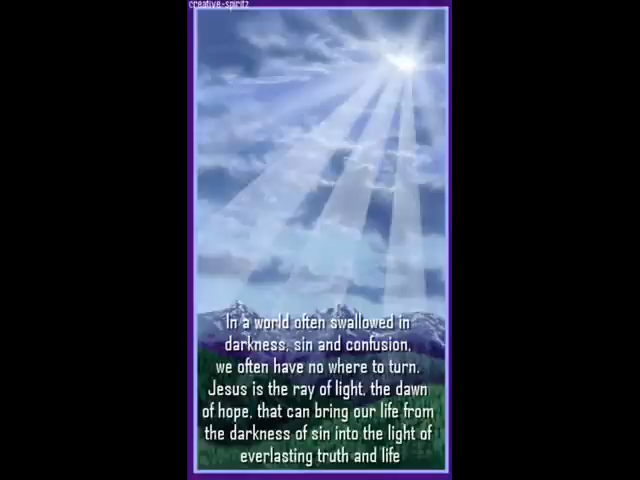 creative-spiritz
In a world often swallowed in
darkness, sin and confusion,
we often have no where to turn.
Jesus is the ray of light, the dawn
of hope, that can bring our life from
the darkness of sin into the light of
everlasting truth and life